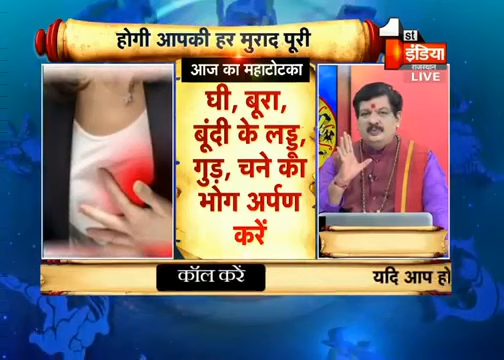 होगी आपकी हर मुराद पूरी
1st
इंडिया
राजस्थान
LIVE
आज का महाटोटका
घी, बूरा,
बूंदी के लड्डू,
गुड़, चने का
भोग अर्पण
करें
कॉल करें
यदि आप हो